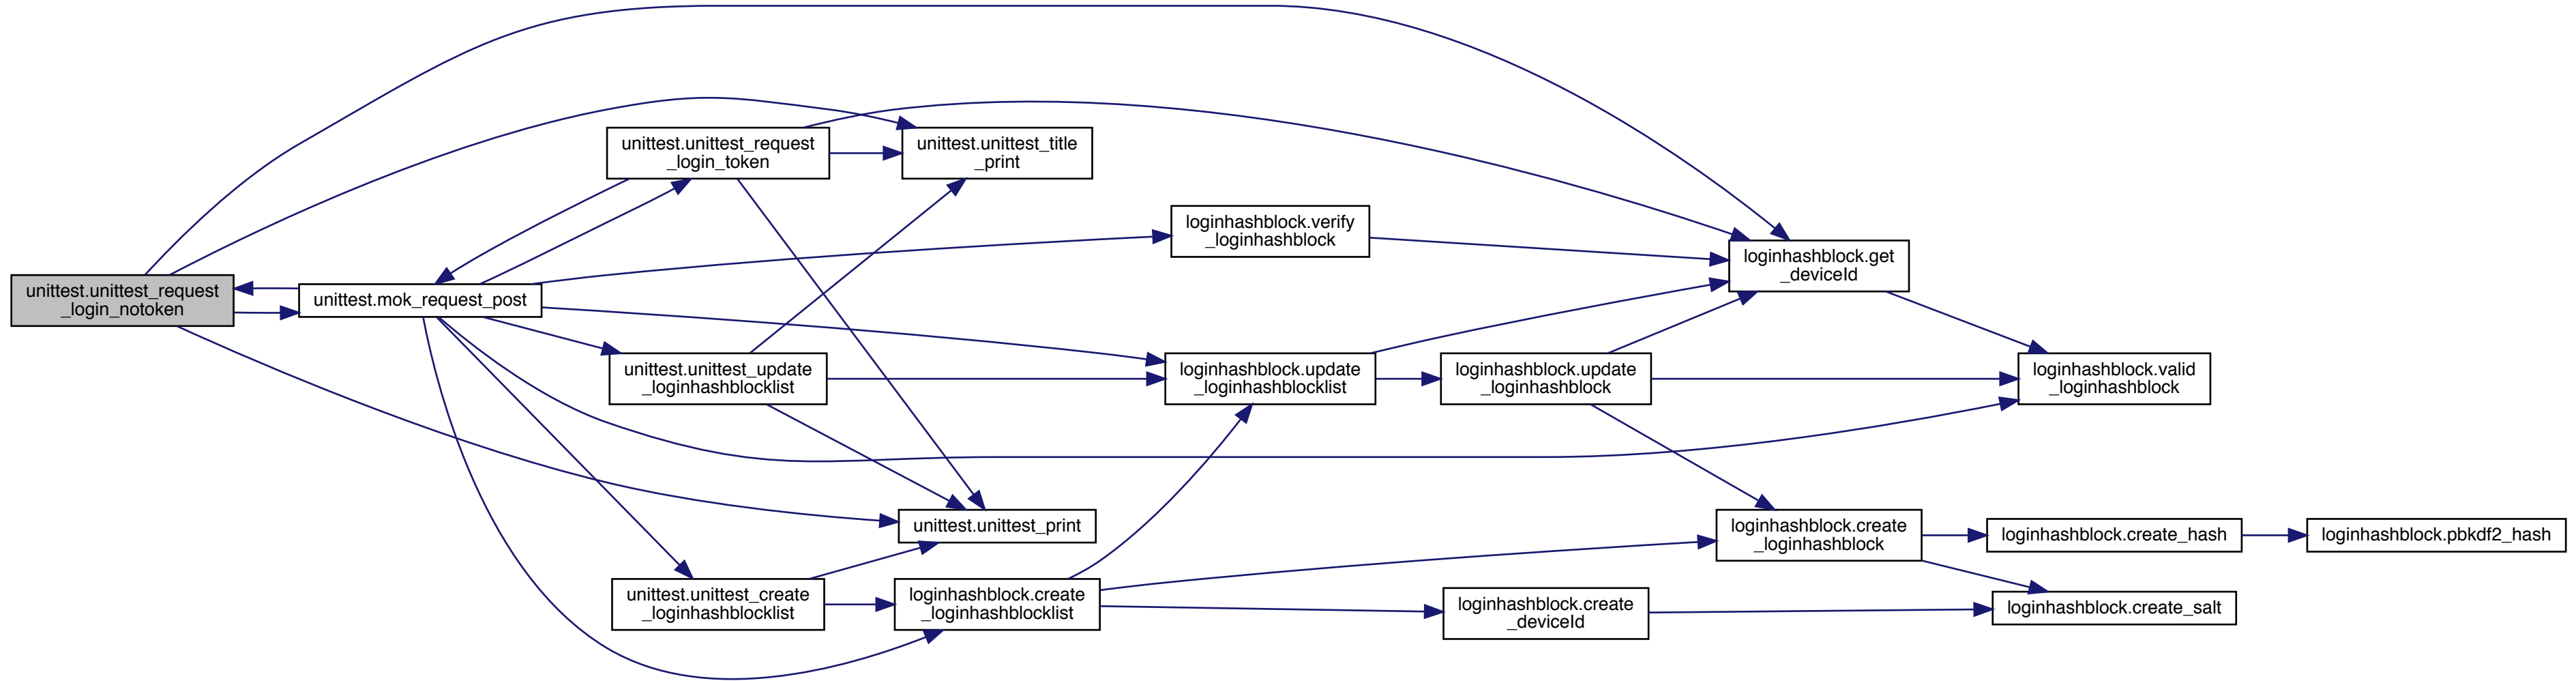 unittest.unittest_request
_login_notoken
unittest.mok_request_post
unittest.unittest_request
_login_token
unittest.unittest_title
_print
loginhashblock.verify
_loginhashblock
loginhashblock.get
_deviceId
unittest.unittest_update
_loginhashblocklist
loginhashblock.update
_loginhashblocklist
loginhashblock.update
_loginhashblock
loginhashblock.valid
_loginhashblock
unittest.unittest_print
loginhashblock.create
_loginhashblock
loginhashblock.create_hash
loginhashblock.pbkdf2_hash
unittest.unittest_create
_loginhashblocklist
loginhashblock.create
_loginhashblocklist
loginhashblock.create
_deviceId
loginhashblock.create_salt